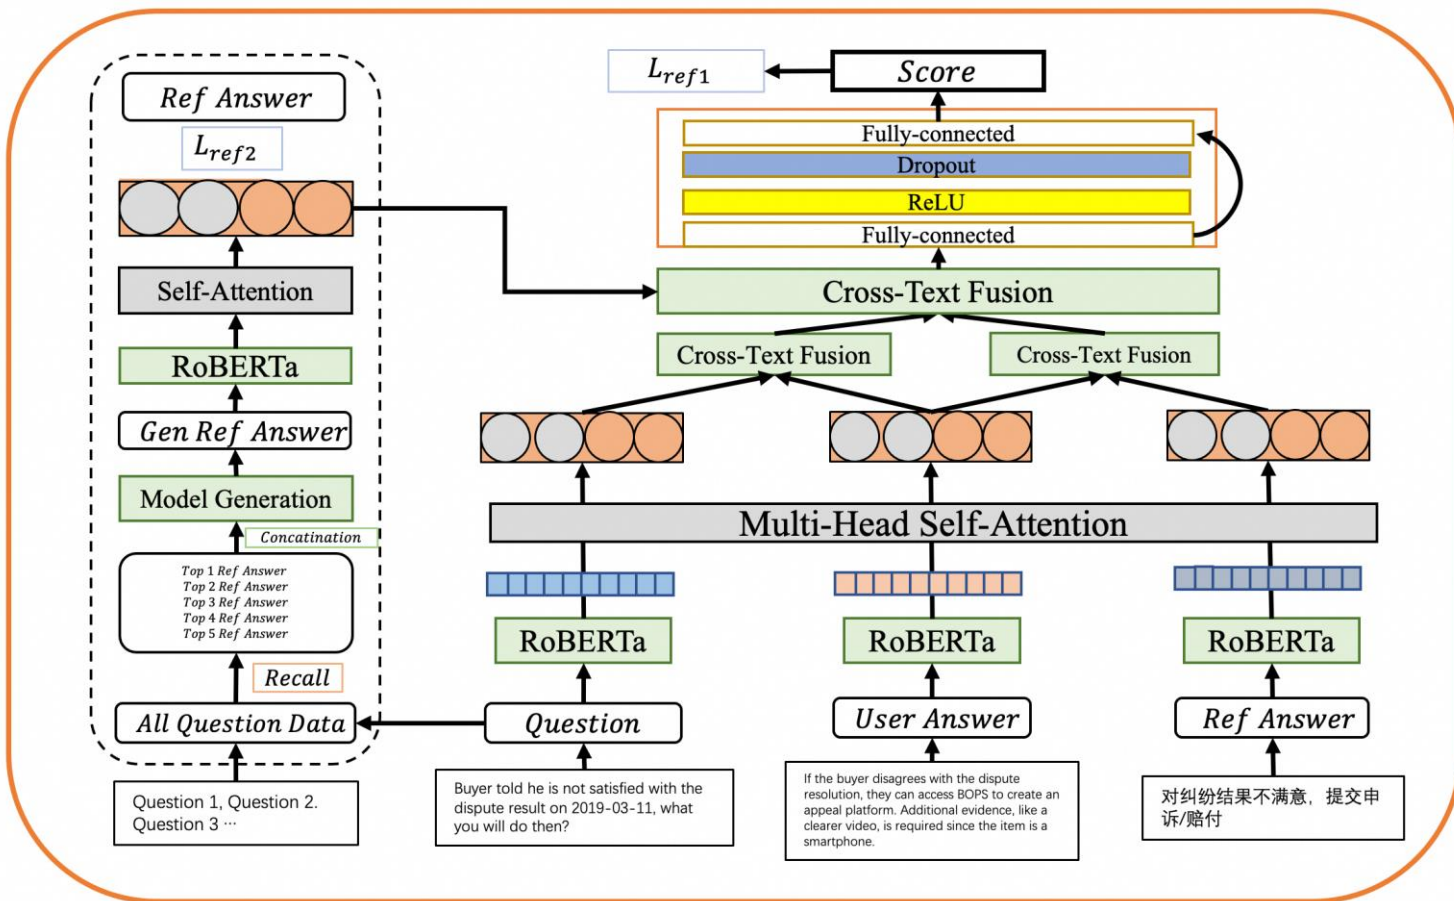 Ref Answer
L_ref2
Self-Attention
RoBERTa
Gen Ref Answer
Model Generation
Concatination
Top 1 Ref Answer
Top 2 Ref Answer
Top 3 Ref Answer
Top 4 Ref Answer
Top 5 Ref Answer
Recall
All Question Data
Question 1, Question 2.
Question 3 ···
L_ref1
Score
Fully-connected
Dropout
ReLU
Fully-connected
Cross-Text Fusion
Cross-Text Fusion
Cross-Text Fusion
Multi-Head Self-Attention
RoBERTa
RoBERTa
RoBERTa
Question
User Answer
Ref Answer
Buyer told he is not satisfied with the
dispute result on 2019-03-11, what
you will do then?
If the buyer disagrees with the dispute
resolution, they can access BOPS to create an
appeal platform. Additional evidence, like a
clearer video, is required since the item is a
smartphone.
对纠纷结果不满意，提交申
诉/赔付